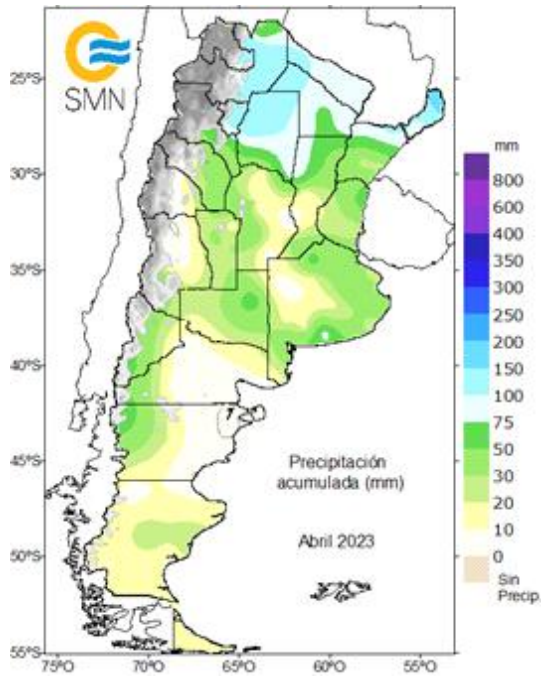 SMN
25°S
30°S
35°S
40°S
45°S
50°S
55°S
75°O
70°O
65°O
60°O
55°O
Precipitación
acumulada (mm)
Abril 2023
mm
800
600
400
350
300
250
200
150
100
75
50
30
20
10
0
Sin
Precip.